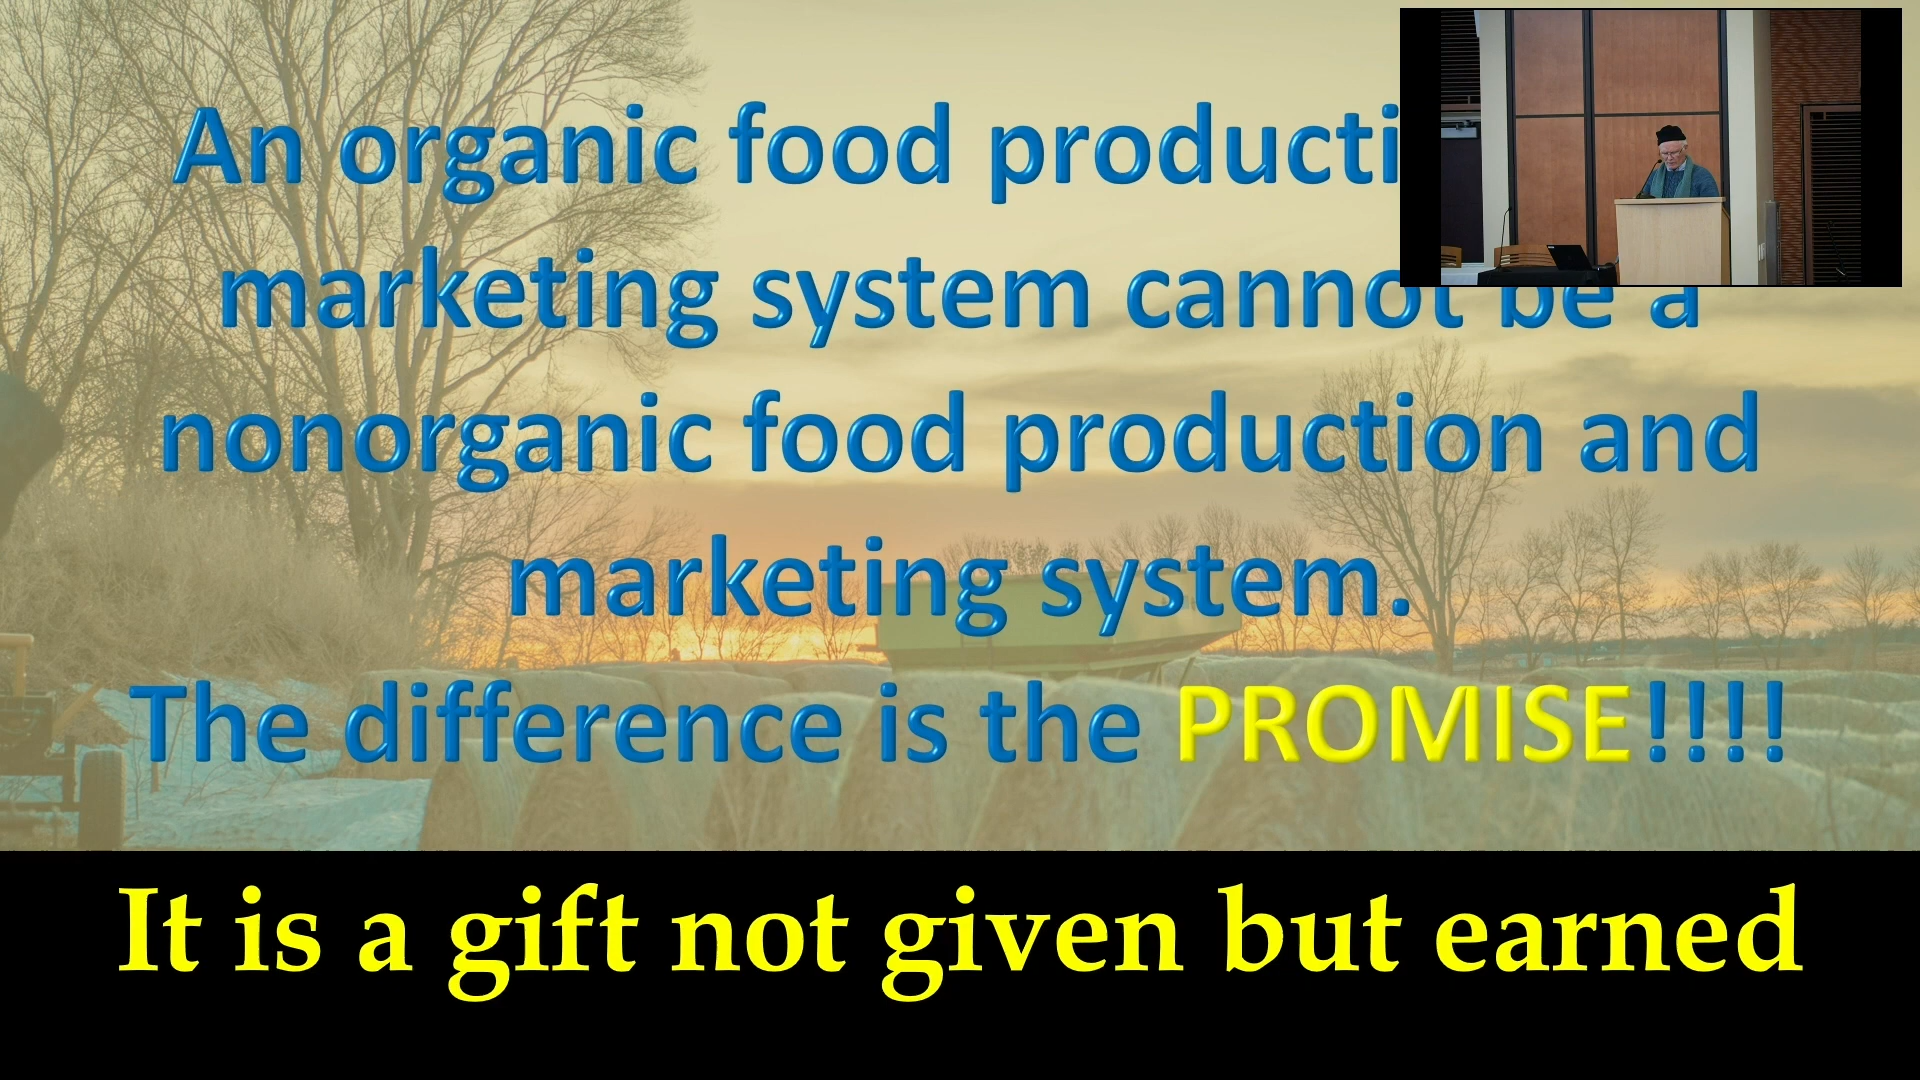 An organic food producti
marketing system cannot be a
nonorganic food production and
marketing system.
The difference is the PROMISE!!!!
It is a gift not given but earned